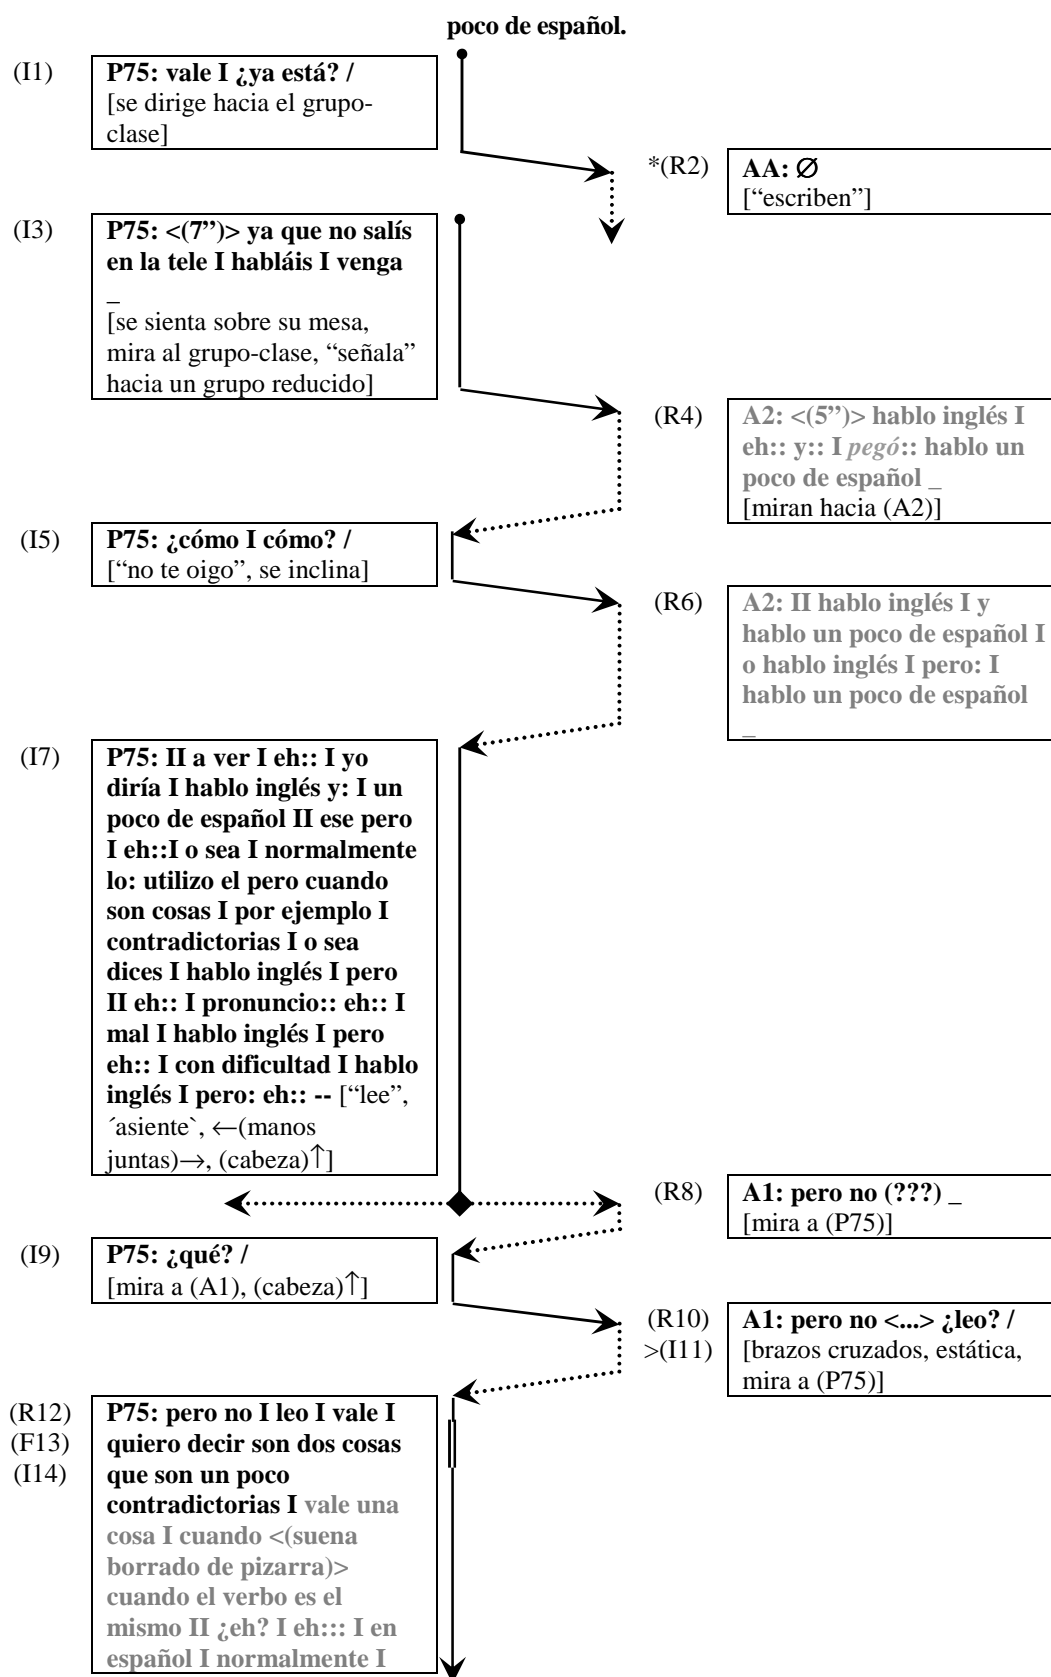 poco de español.
(I1)
P75: vale I ¿ya está? /
[se dirige hacia el grupo-
clase]
*(R2)
AA: Ø
[“escriben”]
(I3)
P75: <(7”)> ya que no salís
en la tele I habláis I venga
_
[se sienta sobre su mesa,
mira al grupo-clase, “señala”
hacia un grupo reducido]
(R4)
A2: <(5”)> hablo inglés I
eh:: y:: I pegó:: hablo un
poco de español _
[miran hacia (A2)]
(I5)
P75: ¿cómo I cómo? /
[“no te oigo”, se inclina]
(R6)
A2: II hablo inglés I y
hablo un poco de español I
o hablo inglés I pero: I
hablo un poco de español
_
(I7)
P75: II a ver I eh:: I yo
diría I hablo inglés y: I un
poco de español II ese pero
I eh::I o sea I normalmente
lo: utilizo el pero cuando
son cosas I por ejemplo I
contradictorias I o sea
dices I hablo inglés I pero
II eh:: I pronuncio:: eh:: I
mal I hablo inglés I pero
eh:: I con dificultad I hablo
inglés I pero: eh:: -- [“lee”,
´asiente`, ←(manos
juntas)→, (cabeza)↑]
(R8)
A1: pero no (???) _
[mira a (P75)]
(I9)
P75: ¿qué? /
[mira a (A1), (cabeza)↑]
(R10)
>(I11)
A1: pero no <...> ¿leo? /
[brazos cruzados, estática,
mira a (P75)]
(R12)
(F13)
(I14)
P75: pero no I leo I vale I
quiero decir son dos cosas
que son un poco
contradictorias I vale una
cosa I cuando <(suena
borrado de pizarra)>
cuando el verbo es el
mismo II ¿eh? I eh::: I en
español I normalmente I